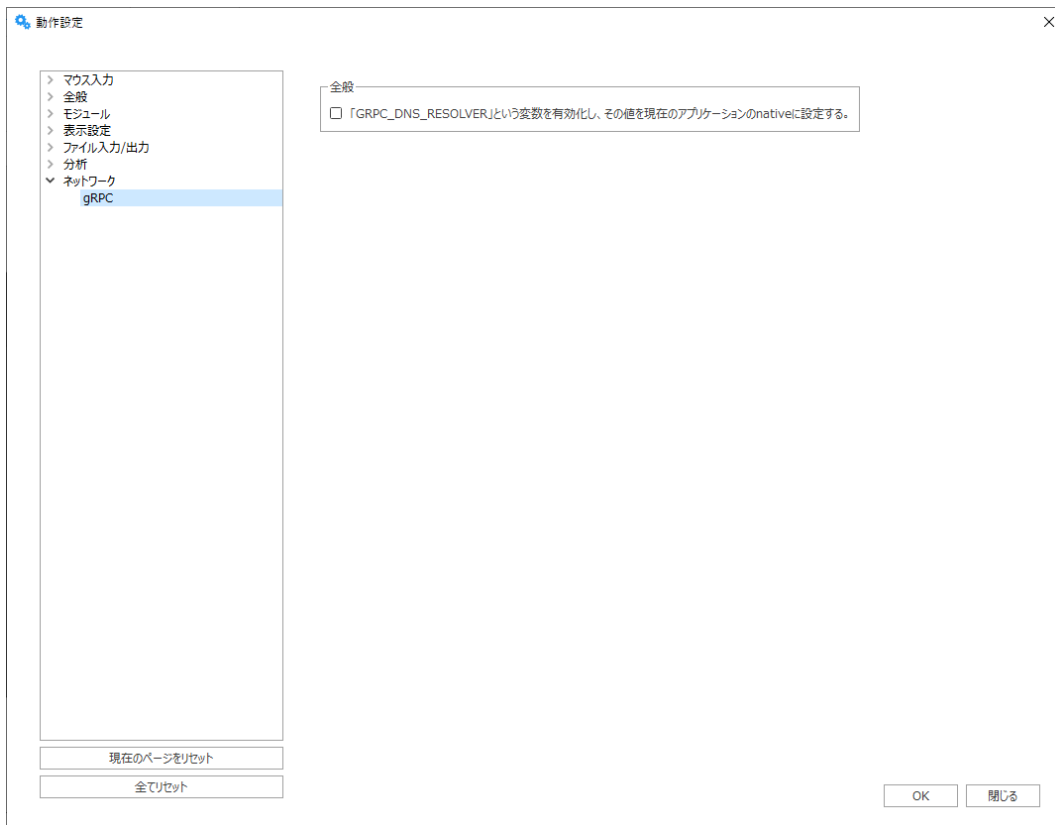 動作設定
マウス入力
全般
モジュール
表示設定
ファイル入力/出力
分析
ネットワーク
gRPC
全般
「GRPC_DNS_RESOLVER」という変数を有効化し、その値を現在のアプリケーションのnativeに設定する。
現在のページをリセット
全てリセット
OK
閉じる